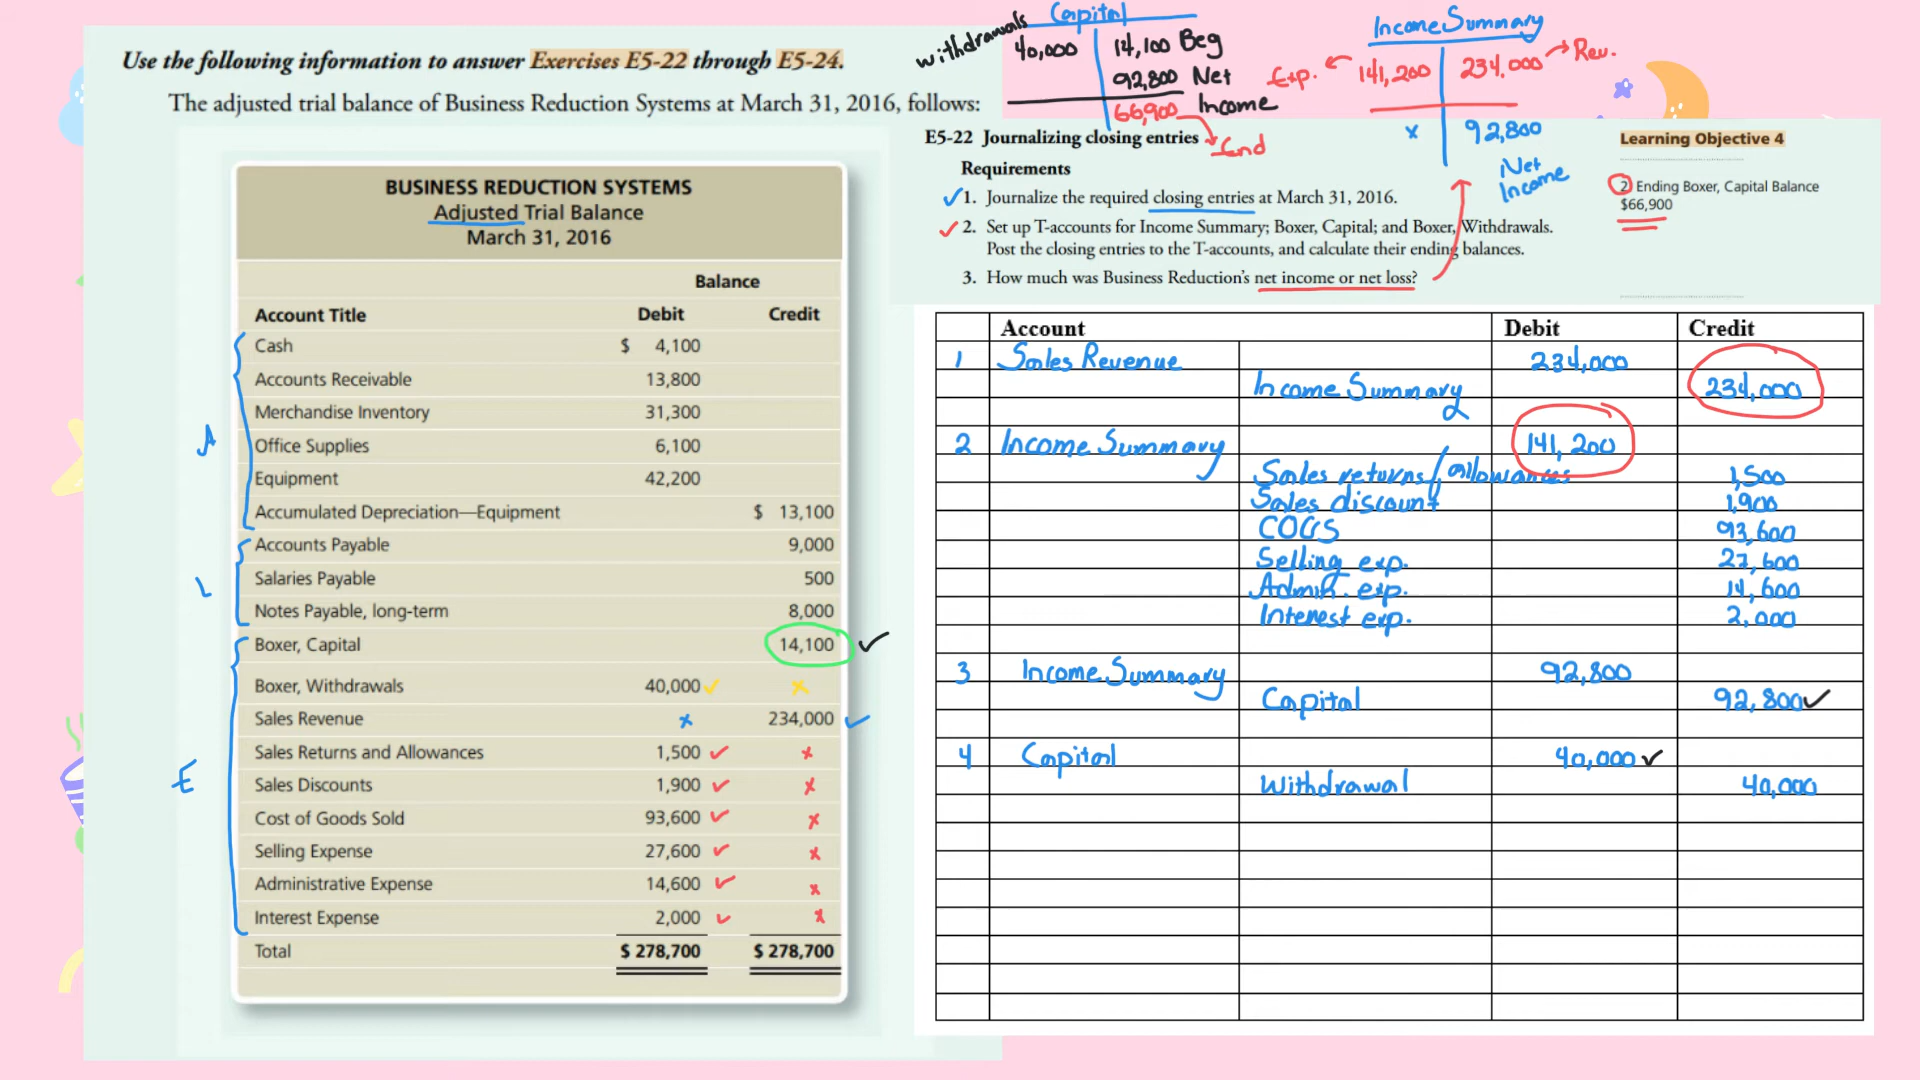 Use the following information to answer Exercises E5-22 through E5-24.
The adjusted trial balance of Business Reduction Systems at March 31, 2016, follows:
BUSINESS REDUCTION SYSTEMS
Adjusted Trial Balance
March 31, 2016
Balance
Account Title Debit Credit
Cash $ 4,100
Accounts Receivable 13,800
Merchandise Inventory 31,300
Office Supplies 6,100
Equipment 42,200
Accumulated Depreciation—Equipment $ 13,100
Accounts Payable 9,000
Salaries Payable 500
Notes Payable, long-term 8,000
Boxer, Capital 14,100 ✓
Boxer, Withdrawals 40,000 ✓ x
Sales Revenue x 234,000 ✓
Sales Returns and Allowances 1,500 ✓ x
Sales Discounts 1,900 ✓ x
Cost of Goods Sold 93,600 ✓ x
Selling Expense 27,600 ✓ x
Administrative Expense 14,600 ✓ x
Interest Expense 2,000 ✓ x
Total $ 278,700 $ 278,700
A
L
E
Capital
withdrawals 40,000 14,100 Beg
92,800 Net Income
66,900 → End
Income Summary
Exp. ← 141,200 234,000 → Rev.
x 92,800
Net
Income
E5-22 Journalizing closing entries
Requirements
✓ 1. Journalize the required closing entries at March 31, 2016.
✓ 2. Set up T-accounts for Income Summary; Boxer, Capital; and Boxer, Withdrawals.
Post the closing entries to the T-accounts, and calculate their ending balances.
3. How much was Business Reduction's net income or net loss?
Learning Objective 4
2 Ending Boxer, Capital Balance
$66,900
Account Debit Credit
1 Sales Revenue 234,000
Income Summary 234,000
2 Income Summary 141,200
Sales returns/allowances 1,500
Sales discount 1,900
COGS 93,600
Selling exp. 27,600
Admin. exp. 14,600
Interest exp. 2,000
3 Income Summary 92,800
Capital 92,800 ✓
4 Capital 40,000 ✓
Withdrawal 40,000